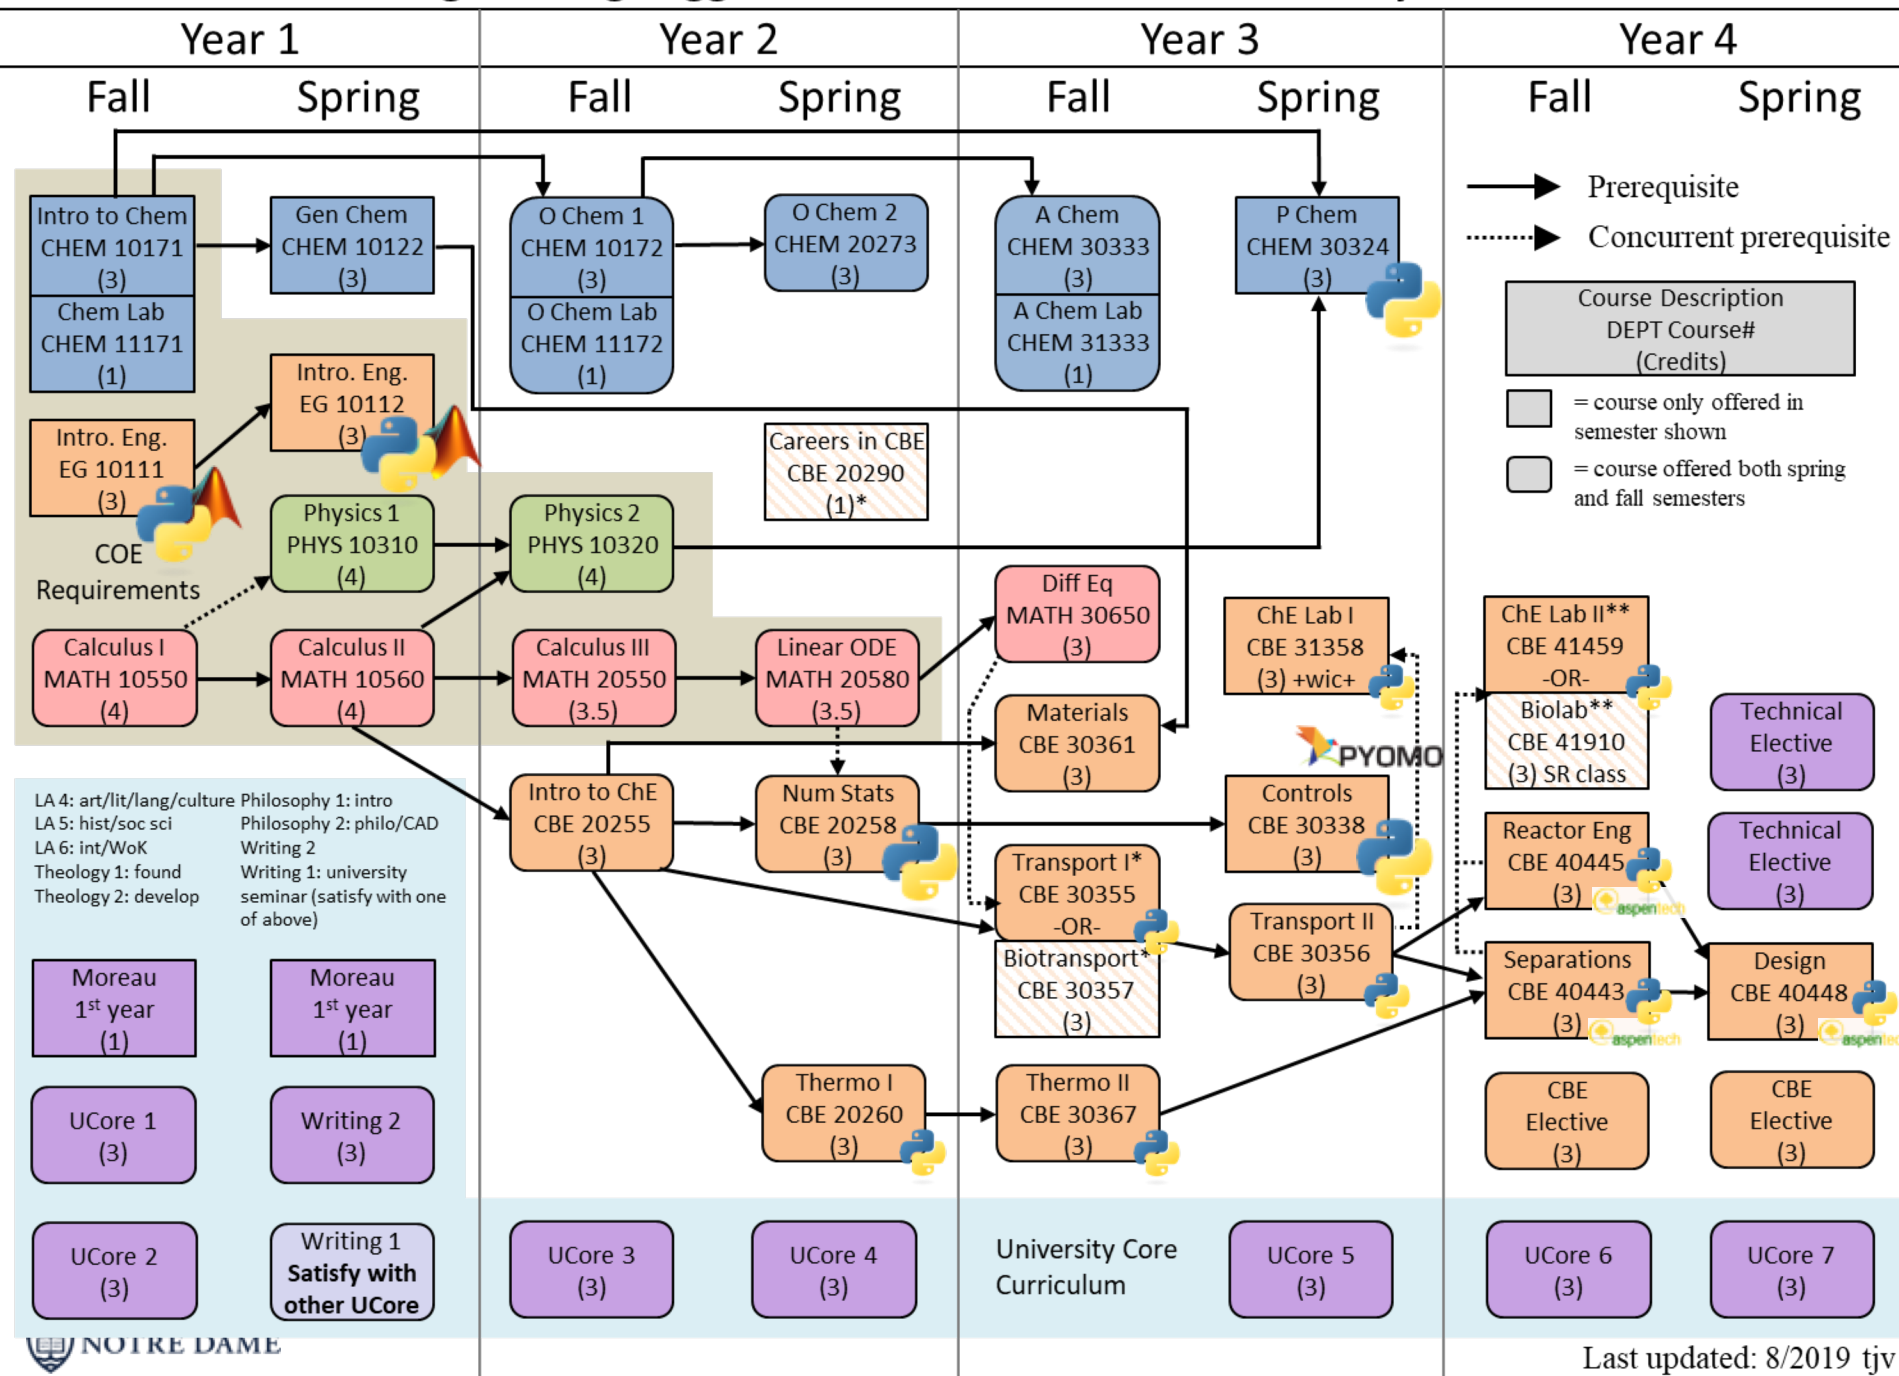 Year 1
Year 2
Year 3
Year 4
Fall
Spring
Fall
Spring
Fall
Spring
Fall
Spring
Intro to Chem
CHEM 10171
(3)
Chem Lab
CHEM 11171
(1)
Gen Chem
CHEM 10122
(3)
O Chem 1
CHEM 10172
(3)
O Chem Lab
CHEM 11172
(1)
O Chem 2
CHEM 20273
(3)
A Chem
CHEM 30333
(3)
A Chem Lab
CHEM 31333
(1)
P Chem
CHEM 30324
(3)
Prerequisite
Concurrent prerequisite
Course Description
DEPT Course#
(Credits)
= course only offered in
semester shown
= course offered both spring
and fall semesters
Intro. Eng.
EG 10111
(3)
Intro. Eng.
EG 10112
(3)
Careers in CBE
CBE 20290
(1)*
COE
Requirements
Physics 1
PHYS 10310
(4)
Physics 2
PHYS 10320
(4)
Calculus I
MATH 10550
(4)
Calculus II
MATH 10560
(4)
Calculus III
MATH 20550
(3.5)
Linear ODE
MATH 20580
(3.5)
Diff Eq
MATH 30650
(3)
Materials
CBE 30361
(3)
ChE Lab I
CBE 31358
(3) +wic+
PYOMO
ChE Lab II**
CBE 41459
-OR-
Biolab**
CBE 41910
(3) SR class
Technical
Elective
(3)
LA 4: art/lit/lang/culture
LA 5: hist/soc sci
LA 6: int/WoK
Theology 1: found
Theology 2: develop
Philosophy 1: intro
Philosophy 2: philo/CAD
Writing 2
Writing 1: university
seminar (satisfy with one
of above)
Intro to ChE
CBE 20255
(3)
Num Stats
CBE 20258
(3)
Transport I*
CBE 30355
-OR-
Biotransport*
CBE 30357
(3)
Controls
CBE 30338
(3)
Transport II
CBE 30356
(3)
Reactor Eng
CBE 40445
(3)
aspentech
Technical
Elective
(3)
Separations
CBE 40443
(3)
aspentech
Design
CBE 40448
(3)
aspentec
Moreau
1st year
(1)
Moreau
1st year
(1)
UCore 1
(3)
Writing 2
(3)
Thermo I
CBE 20260
(3)
Thermo II
CBE 30367
(3)
CBE
Elective
(3)
CBE
Elective
(3)
UCore 2
(3)
Writing 1
Satisfy with
other UCore
UCore 3
(3)
UCore 4
(3)
University Core
Curriculum
UCore 5
(3)
UCore 6
(3)
UCore 7
(3)
NOTRE DAME
Last updated: 8/2019 tjv